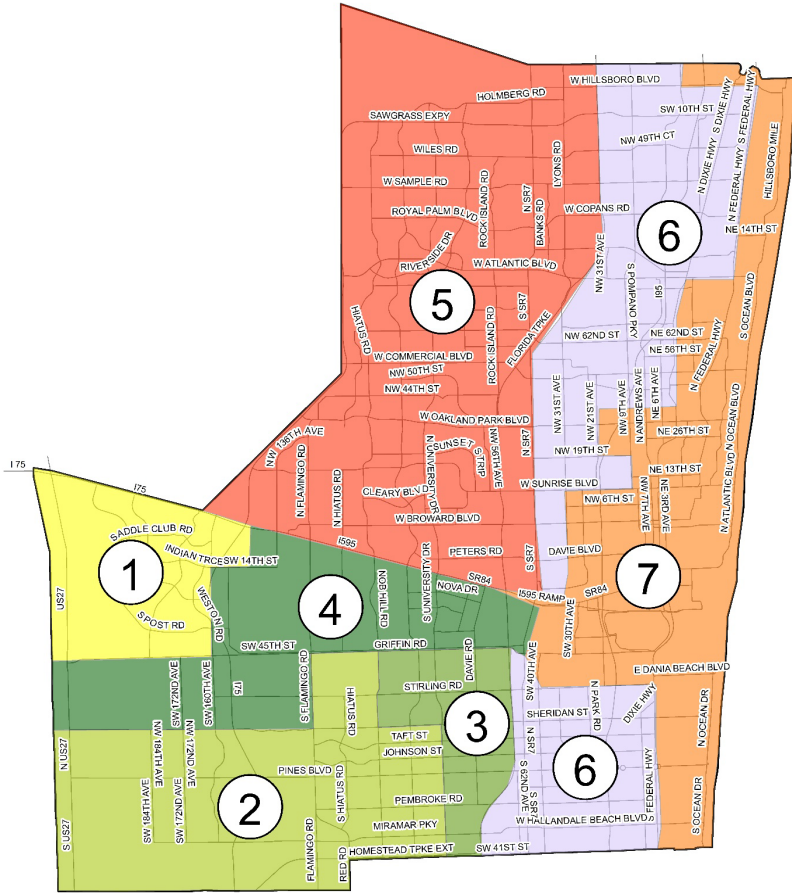 W HILLSBORO BLVD
HOLMBERG RD
SAWGRASS EXPY
SW 10TH ST
S DIXIE HWY
S FEDERAL HWY
NW 49TH CT
WILES RD
LYONS RD
N DIXIE HWY
N FEDERAL HWY
HILLSBORO MILE
W SAMPLE RD
ROCK ISLAND RD
N SR7
BANKS RD
ROYAL PALM BLVD
W COPANS RD
NE 14TH ST
6
RIVERSIDE DR
W ATLANTIC BLVD
N 31ST AVE
S POMPANO PKY
I95
S OCEAN BLVD
5
HIATUS RD
ROCK ISLAND RD
S SR7
FLORIDA TPKE
NW 62ND ST
NE 62ND ST
NE 56TH ST
N FEDERAL HWY
W COMMERCIAL BLVD
NW 50TH ST
NW 44TH ST
NW 31ST AVE
NW 21ST AVE
NW 9TH AVE
N ANDREWS AVE
NE 6TH AVE
N OCEAN BLVD
W OAKLAND PARK BLVD
NW 136TH AVE
N UNIVERSITY DR
SUNSET STRIP
NW 56TH AVE
N SR7
NE 26TH ST
NW 19TH ST
I 75
N FLAMINGO RD
N HIATUS RD
NE 13TH ST
N ATLANTIC BLVD
I75
CLEARY BLVD
W SUNRISE BLVD
NW 6TH ST
NW 7TH AVE
NE 3RD AVE
W BROWARD BLVD
SADDLE CLUB RD
I595
INDIAN TRCE
SW 14TH ST
PETERS RD
S SR7
DAVIE BLVD
1
US27
WESTON RD
4
NOB HILL RD
S UNIVERSITY DR
SR84
NOVA DR
I595 RAMP
SR84
7
S POST RD
SW 30TH AVE
SW 45TH ST
GRIFFIN RD
SW 172ND AVE
SW 160TH AVE
I75
S FLAMINGO RD
HIATUS RD
DAVIE RD
STIRLING RD
SW 40TH AVE
N PARK RD
E DANIA BEACH BLVD
DIXIE HWY
N OCEAN DR
3
SHERIDAN ST
N US27
NW 184TH AVE
NW 172ND AVE
TAFT ST
JOHNSON ST
N SR7
6
PINES BLVD
S HIATUS RD
S 62ND AVE
S SR7
S FEDERAL HWY
S OCEAN DR
2
PEMBROKE RD
S US27
SW 184TH AVE
SW 172ND AVE
MIRAMAR PKY
W HALLANDALE BEACH BLVD
FLAMINGO RD
RED RD
HOMESTEAD TPKE EXT
SW 41ST ST